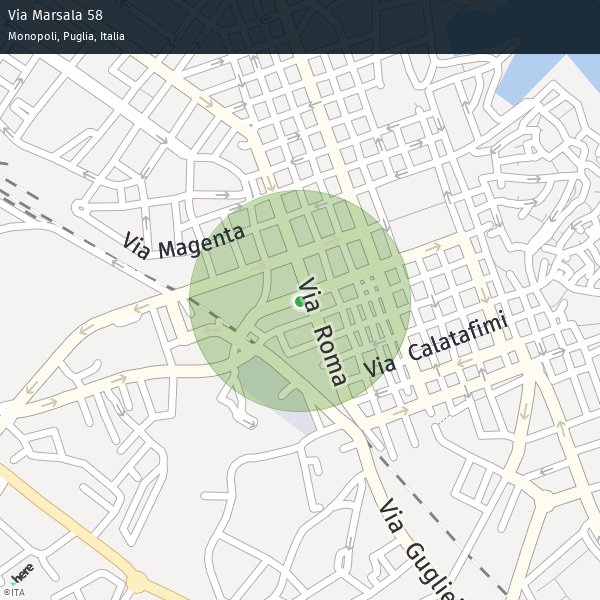 Via Marsala 58
Monopoli, Puglia, Italia
Via Magenta
Via Roma
Via Calatafimi
Via Guglie
here
©ITA